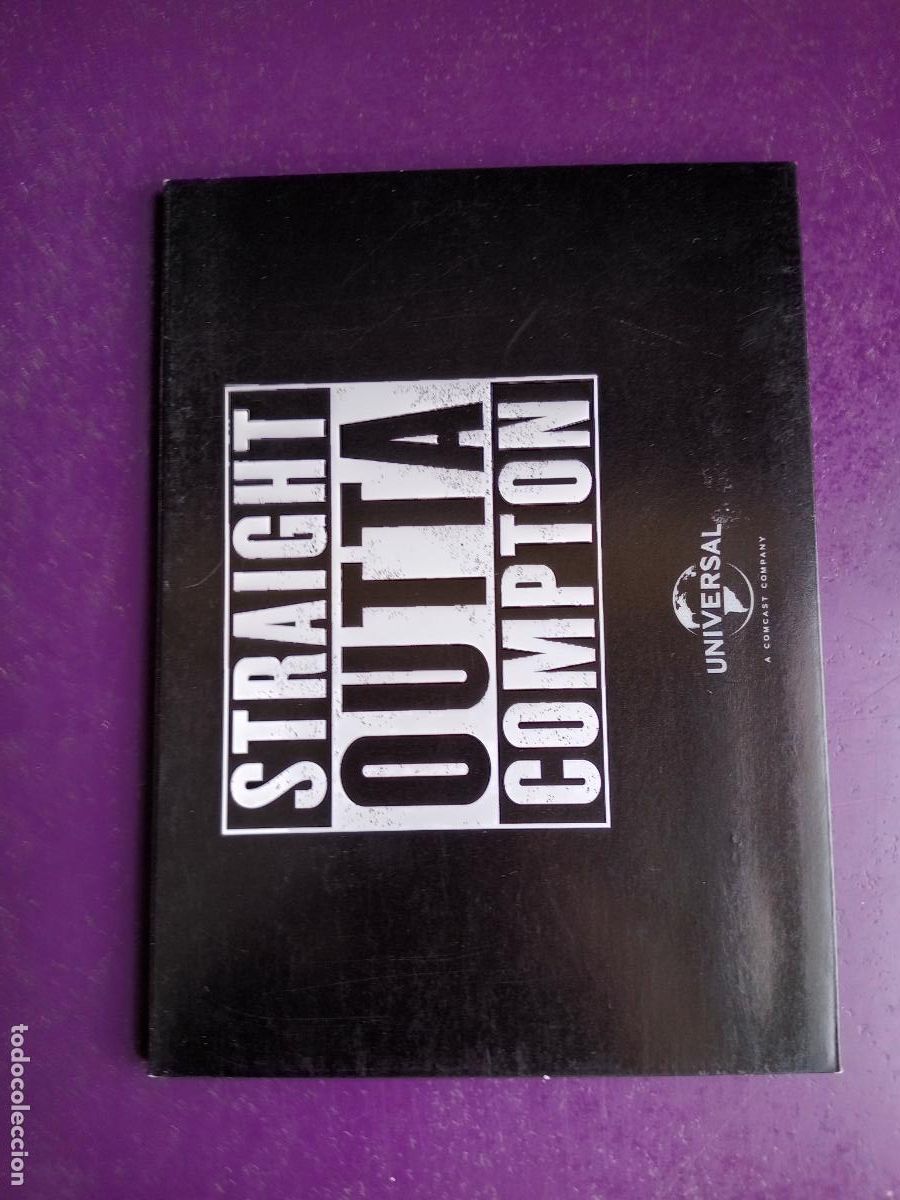 STRAIGHT
OUTTA
COMPTON
UNIVERSAL
A COMCAST COMPANY
todocoleccion